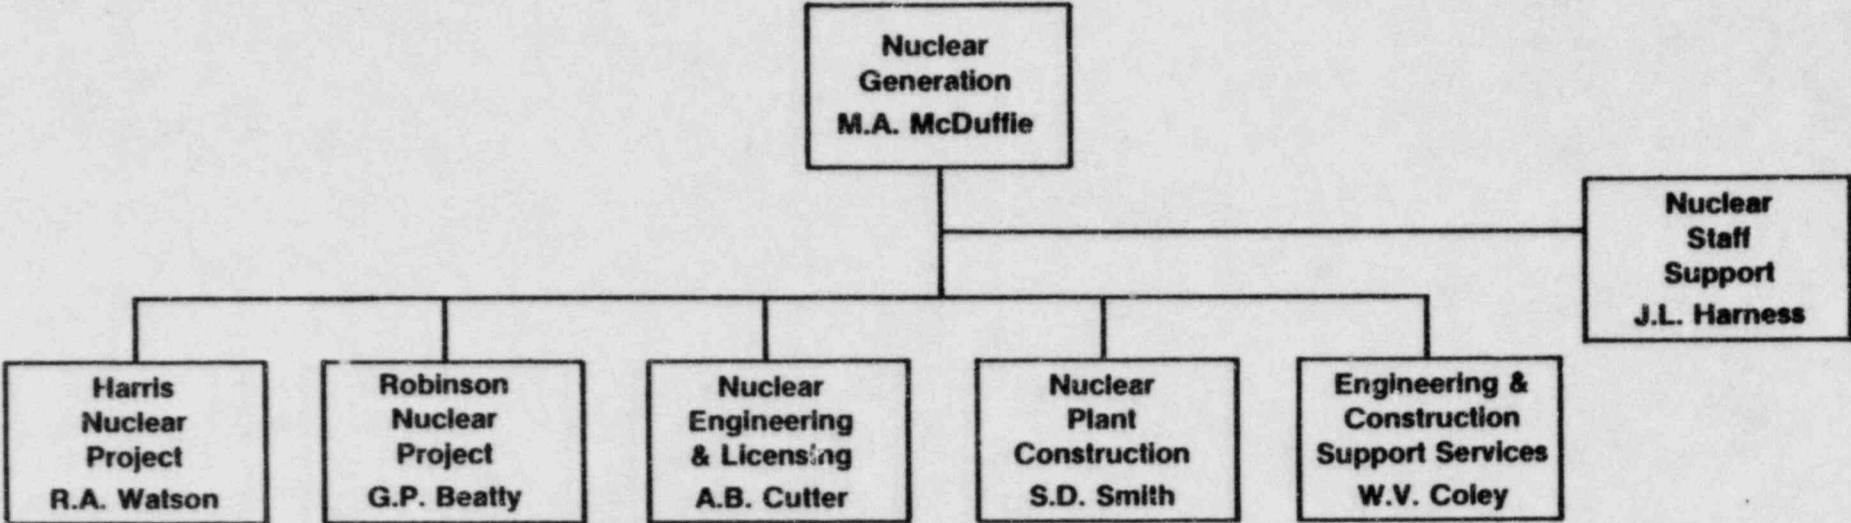 Nuclear
Generation
M.A. McDuffie
Nuclear
Staff
Support
J.L. Harness
Harris
Nuclear
Project
R.A. Watson
Robinson
Nuclear
Project
G.P. Beatty
Nuclear
Engineering
& Licensing
A.B. Cutter
Nuclear
Plant
Construction
S.D. Smith
Engineering &
Construction
Support Services
W.V. Coley